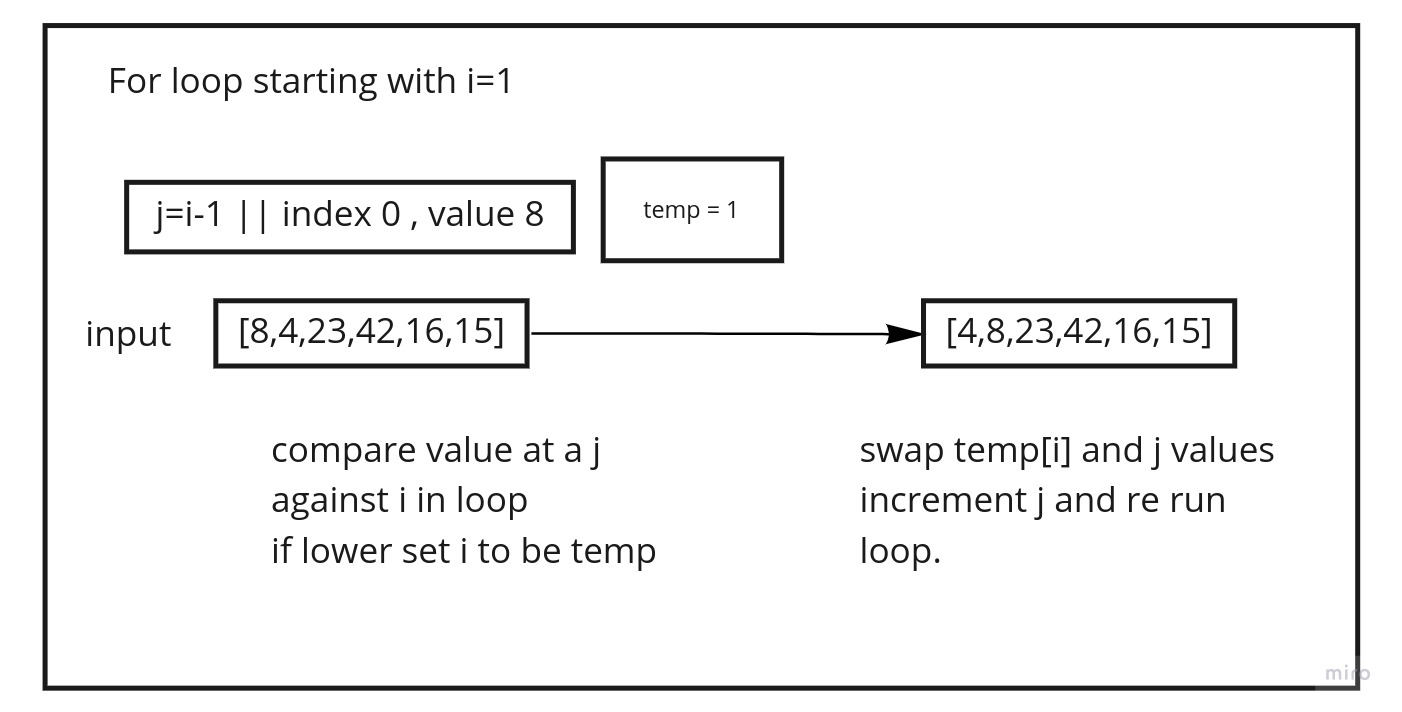 For loop starting with i=1
j=i-1 || index 0 , value 8
temp = 1
input
[8,4,23,42,16,15]
[4,8,23,42,16,15]
compare value at a j
against i in loop
if lower set i to be temp
swap temp[i] and j values
increment j and re run
loop.
miro